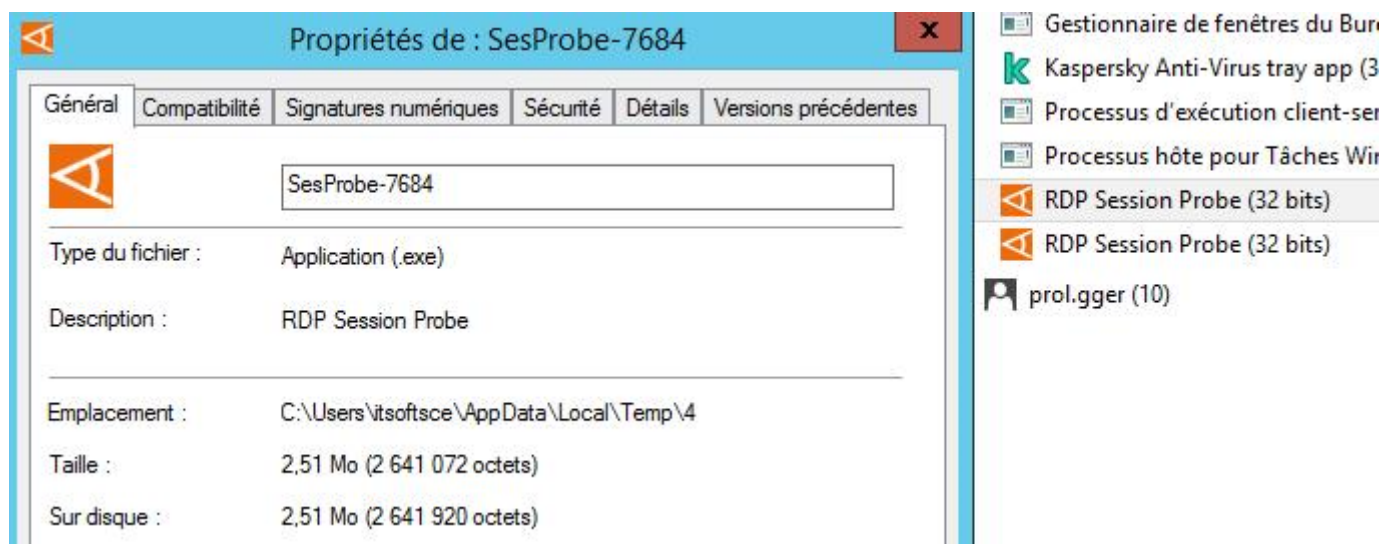 Propriétés de : SesProbe-7684
x
Général Compatibilité Signatures numériques Sécurité Détails Versions précédentes
SesProbe-7684
Type du fichier : Application (.exe)
Description : RDP Session Probe
Emplacement : C:\Users\itsoftsce\AppData\Local\Temp\4
Taille : 2,51 Mo (2 641 072 octets)
Sur disque : 2,51 Mo (2 641 920 octets)
Gestionnaire de fenêtres du Bure
Kaspersky Anti-Virus tray app (3
Processus d'exécution client-ser
Processus hôte pour Tâches Wir
RDP Session Probe (32 bits)
RDP Session Probe (32 bits)
prol.gger (10)